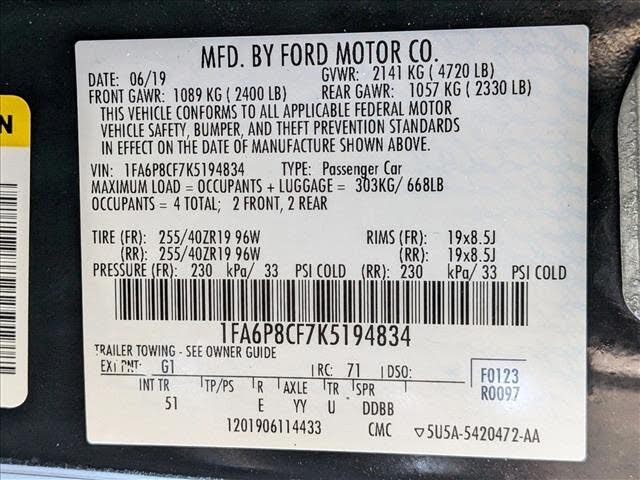 MFD. BY FORD MOTOR CO.
DATE: 06/19 GVWR: 2141 KG ( 4720 LB)
FRONT GAWR: 1089 KG ( 2400 LB) REAR GAWR: 1057 KG ( 2330 LB)
THIS VEHICLE CONFORMS TO ALL APPLICABLE FEDERAL MOTOR
VEHICLE SAFETY, BUMPER, AND THEFT PREVENTION STANDARDS
IN EFFECT ON THE DATE OF MANUFACTURE SHOWN ABOVE.
VIN: 1FA6P8CF7K5194834 TYPE: Passenger Car
MAXIMUM LOAD = OCCUPANTS + LUGGAGE = 303KG/ 668LB
OCCUPANTS = 4 TOTAL; 2 FRONT, 2 REAR
TIRE (FR): 255/40ZR19 96W RIMS (FR): 19x8.5J
(RR): 255/40ZR19 96W (RR): 19x8.5J
PRESSURE (FR): 230 kPa/ 33 PSI COLD (RR): 230 kPa/ 33 PSI COLD
1FA6P8CF7K5194834
TRAILER TOWING - SEE OWNER GUIDE
EXT PNT: G1 RC: 71 DSO:
INT TR TP/PS R AXLE TR SPR
51 E YY U DDBB
F0123
R0097
1201906114433 CMC ▽5U5A-5420472-AA
N